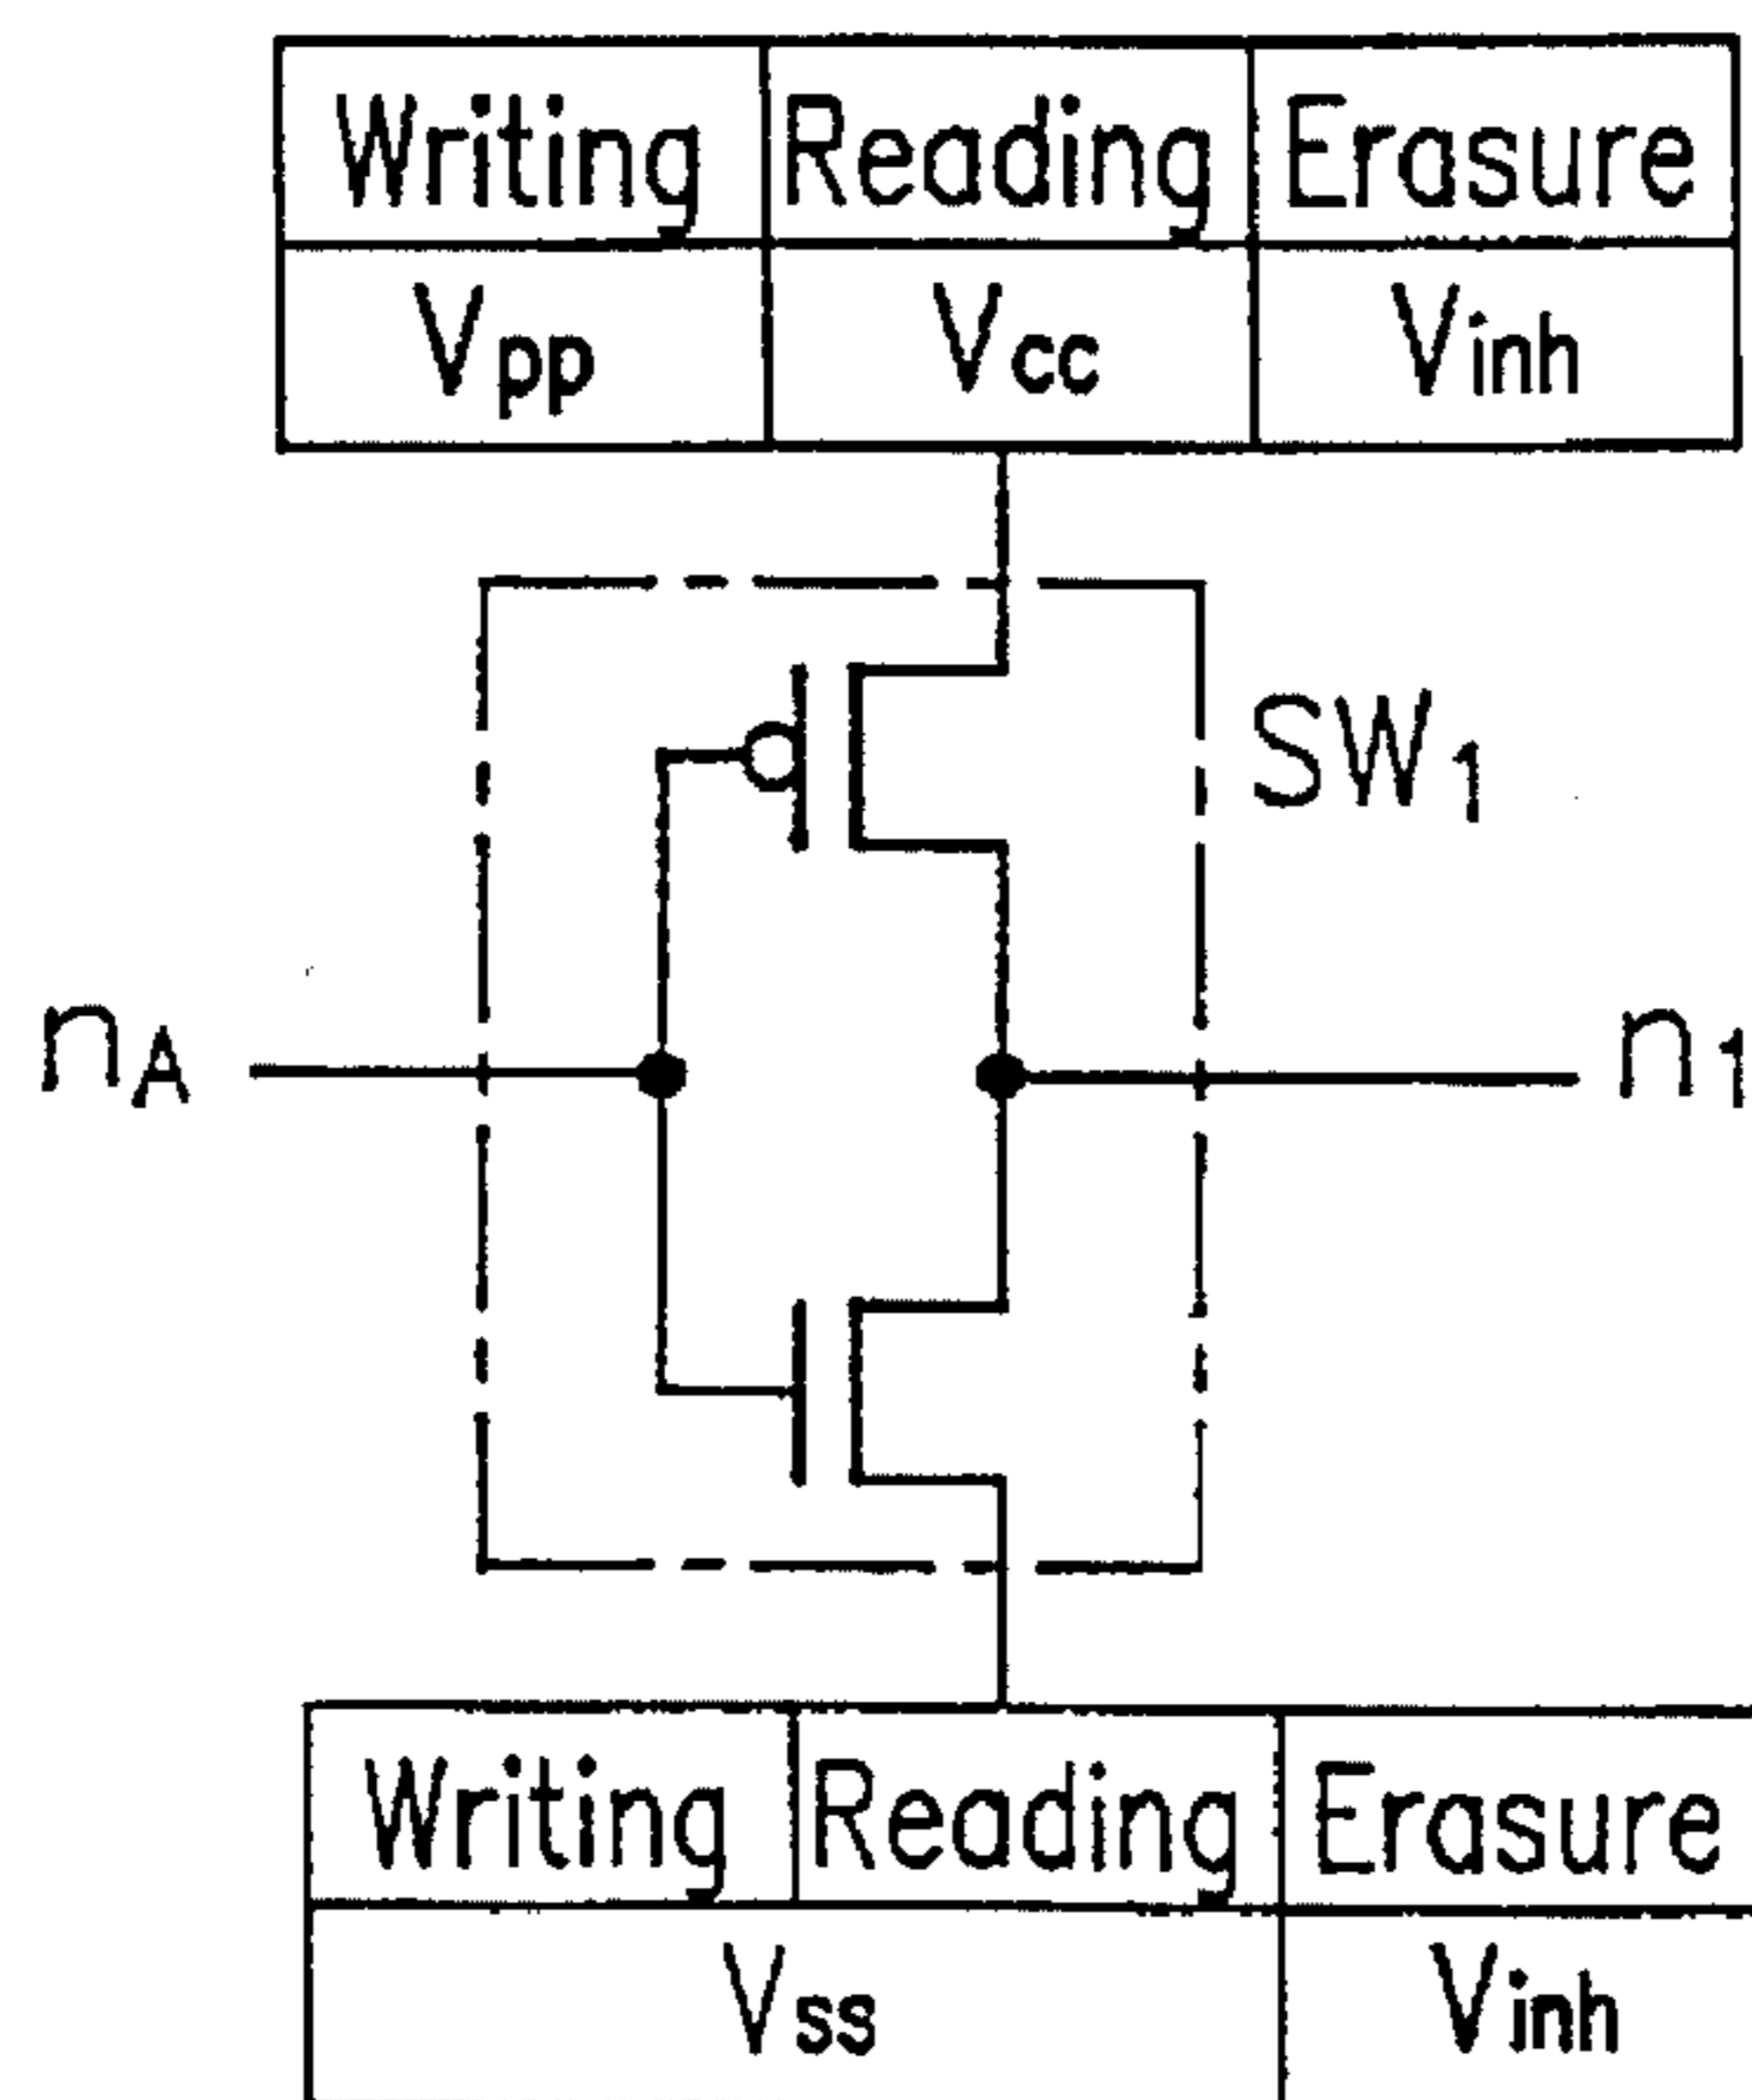 Writing Reading Erasure
Vpp Vcc Vinh
SW1
nA n1
Writing Reading Erasure
Vss Vinh